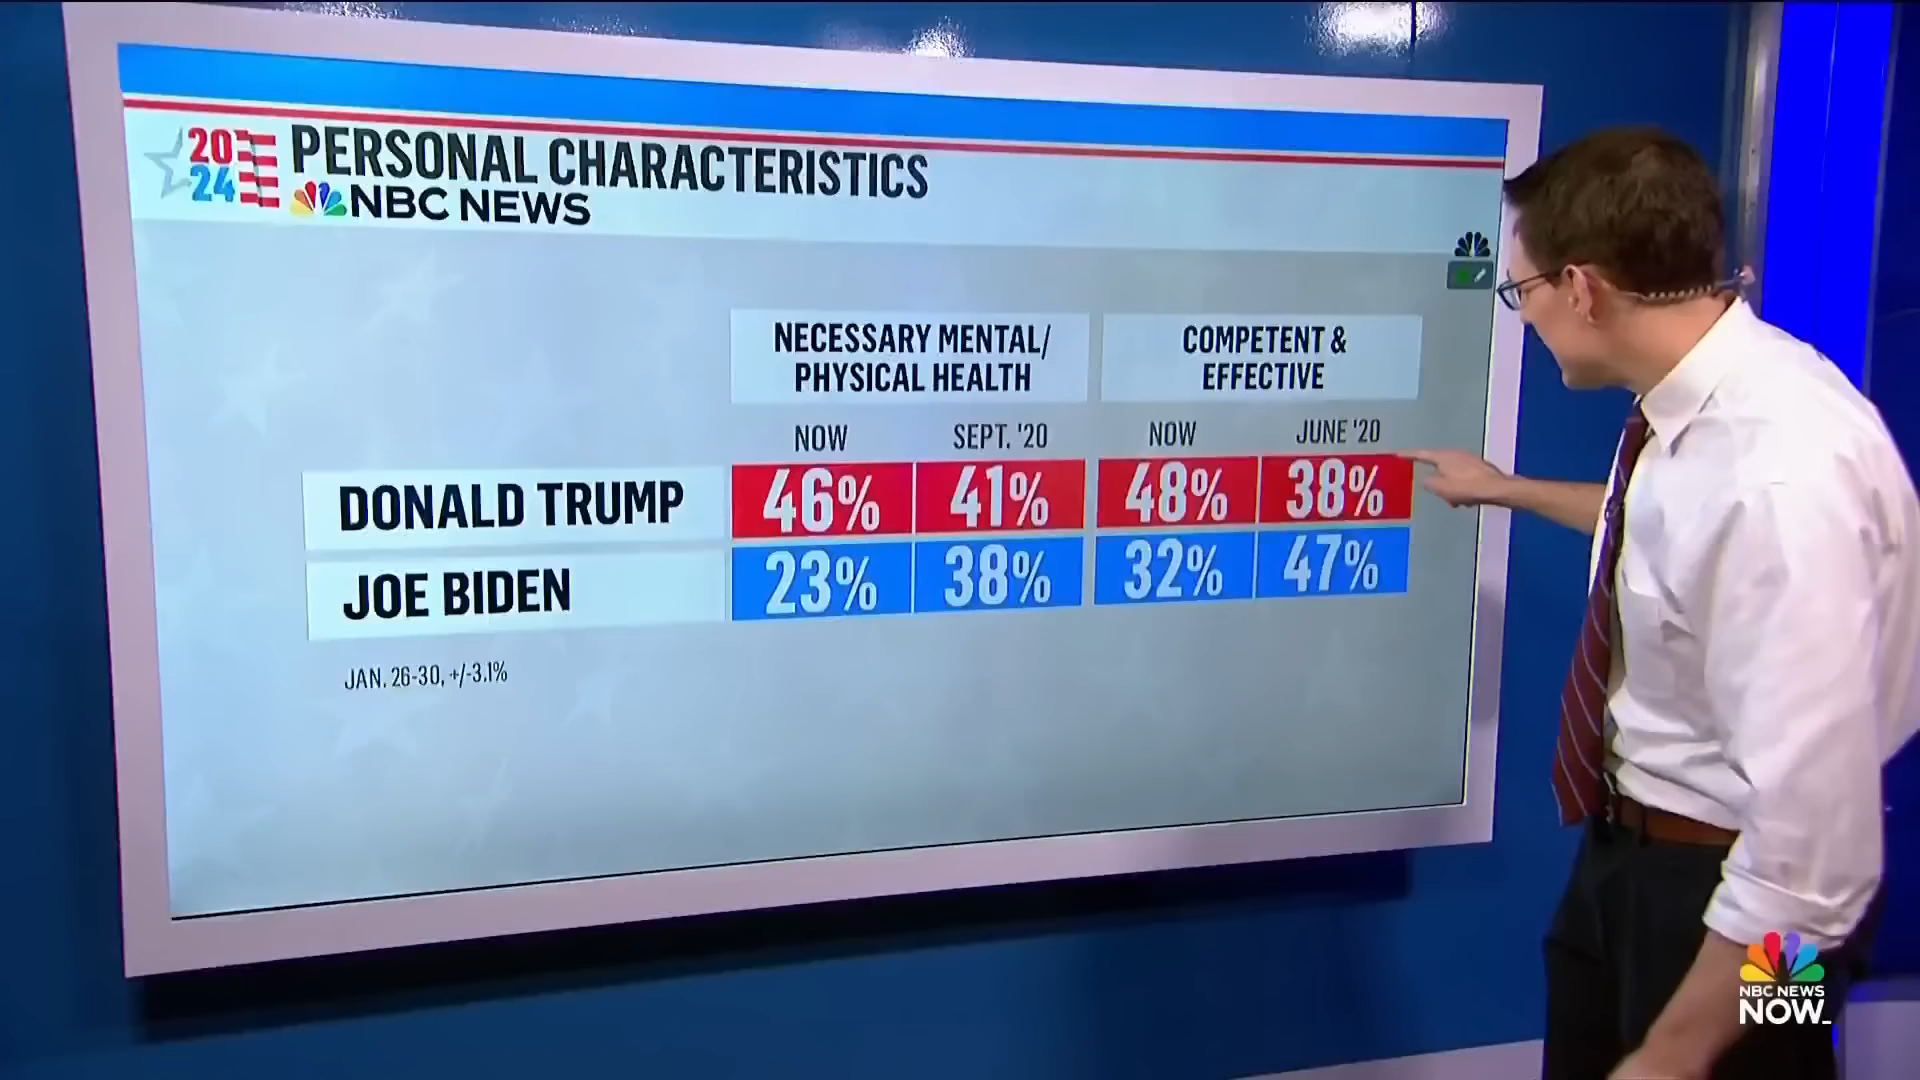 2024
PERSONAL CHARACTERISTICS
NBC NEWS
NECESSARY MENTAL/
PHYSICAL HEALTH
COMPETENT &
EFFECTIVE
NOW
SEPT. '20
NOW
JUNE '20
DONALD TRUMP
46%
41%
48%
38%
JOE BIDEN
23%
38%
32%
47%
JAN. 26-30, +/-3.1%
NBC NEWS
NOW_